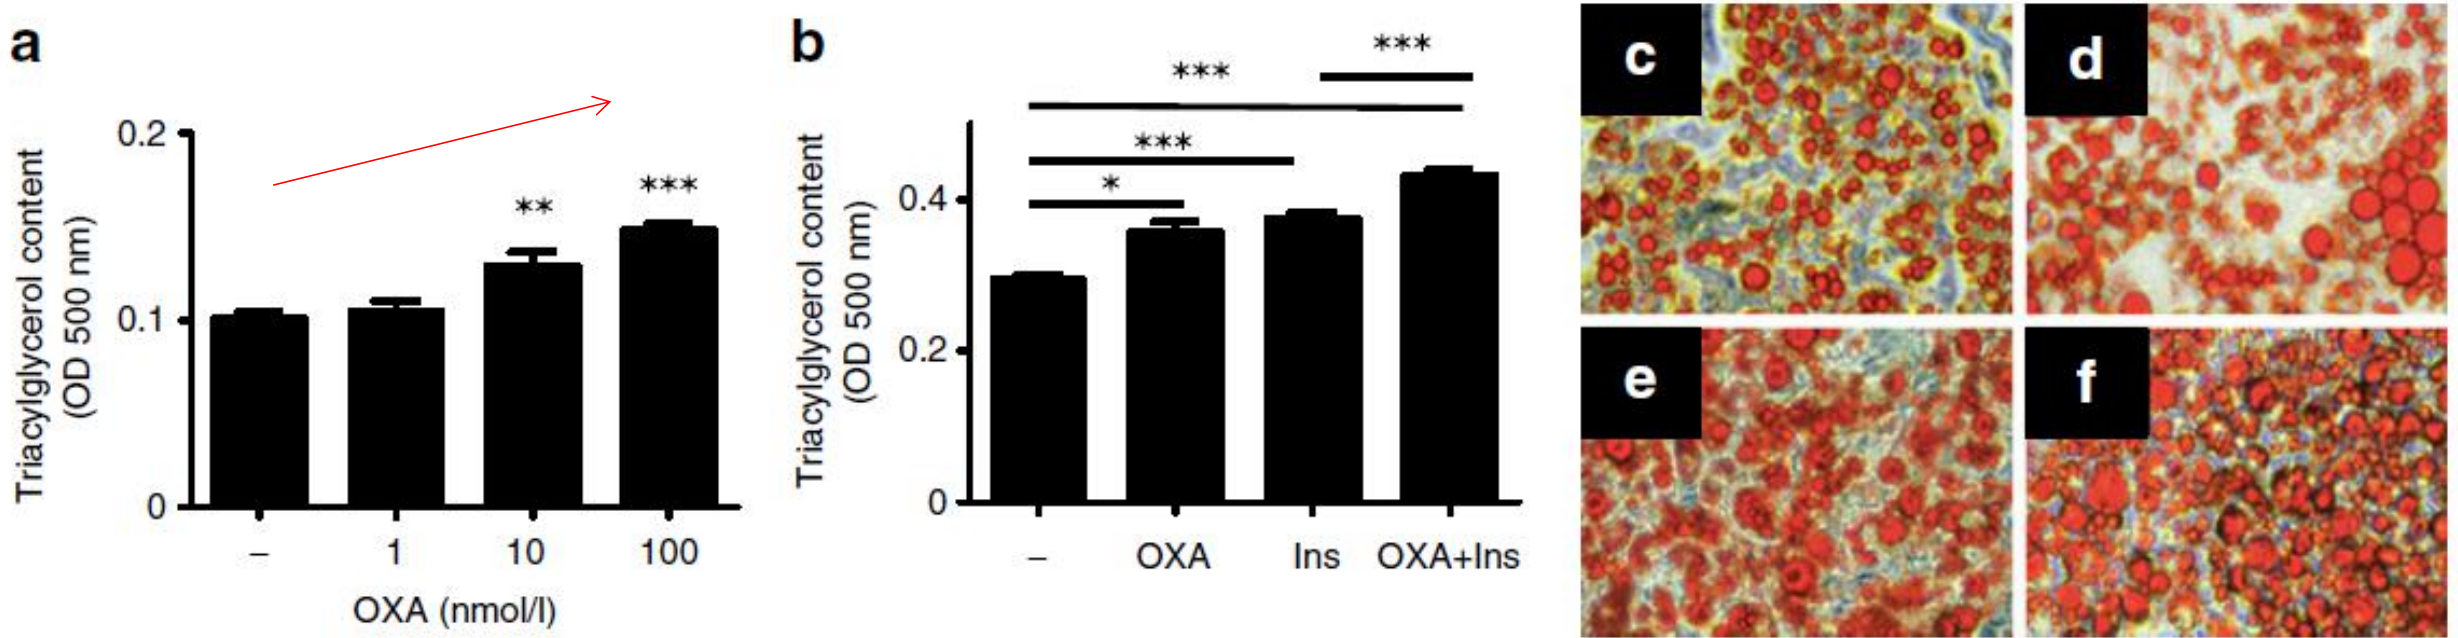 a
Triacylglycerol content
(OD 500 nm)
0.2
0.1
0
**
***
–
1
10
100
OXA (nmol/l)
b
Triacylglycerol content
(OD 500 nm)
0.4
0.2
0
***
***
***
*
–
OXA
Ins
OXA+Ins
c
d
e
f